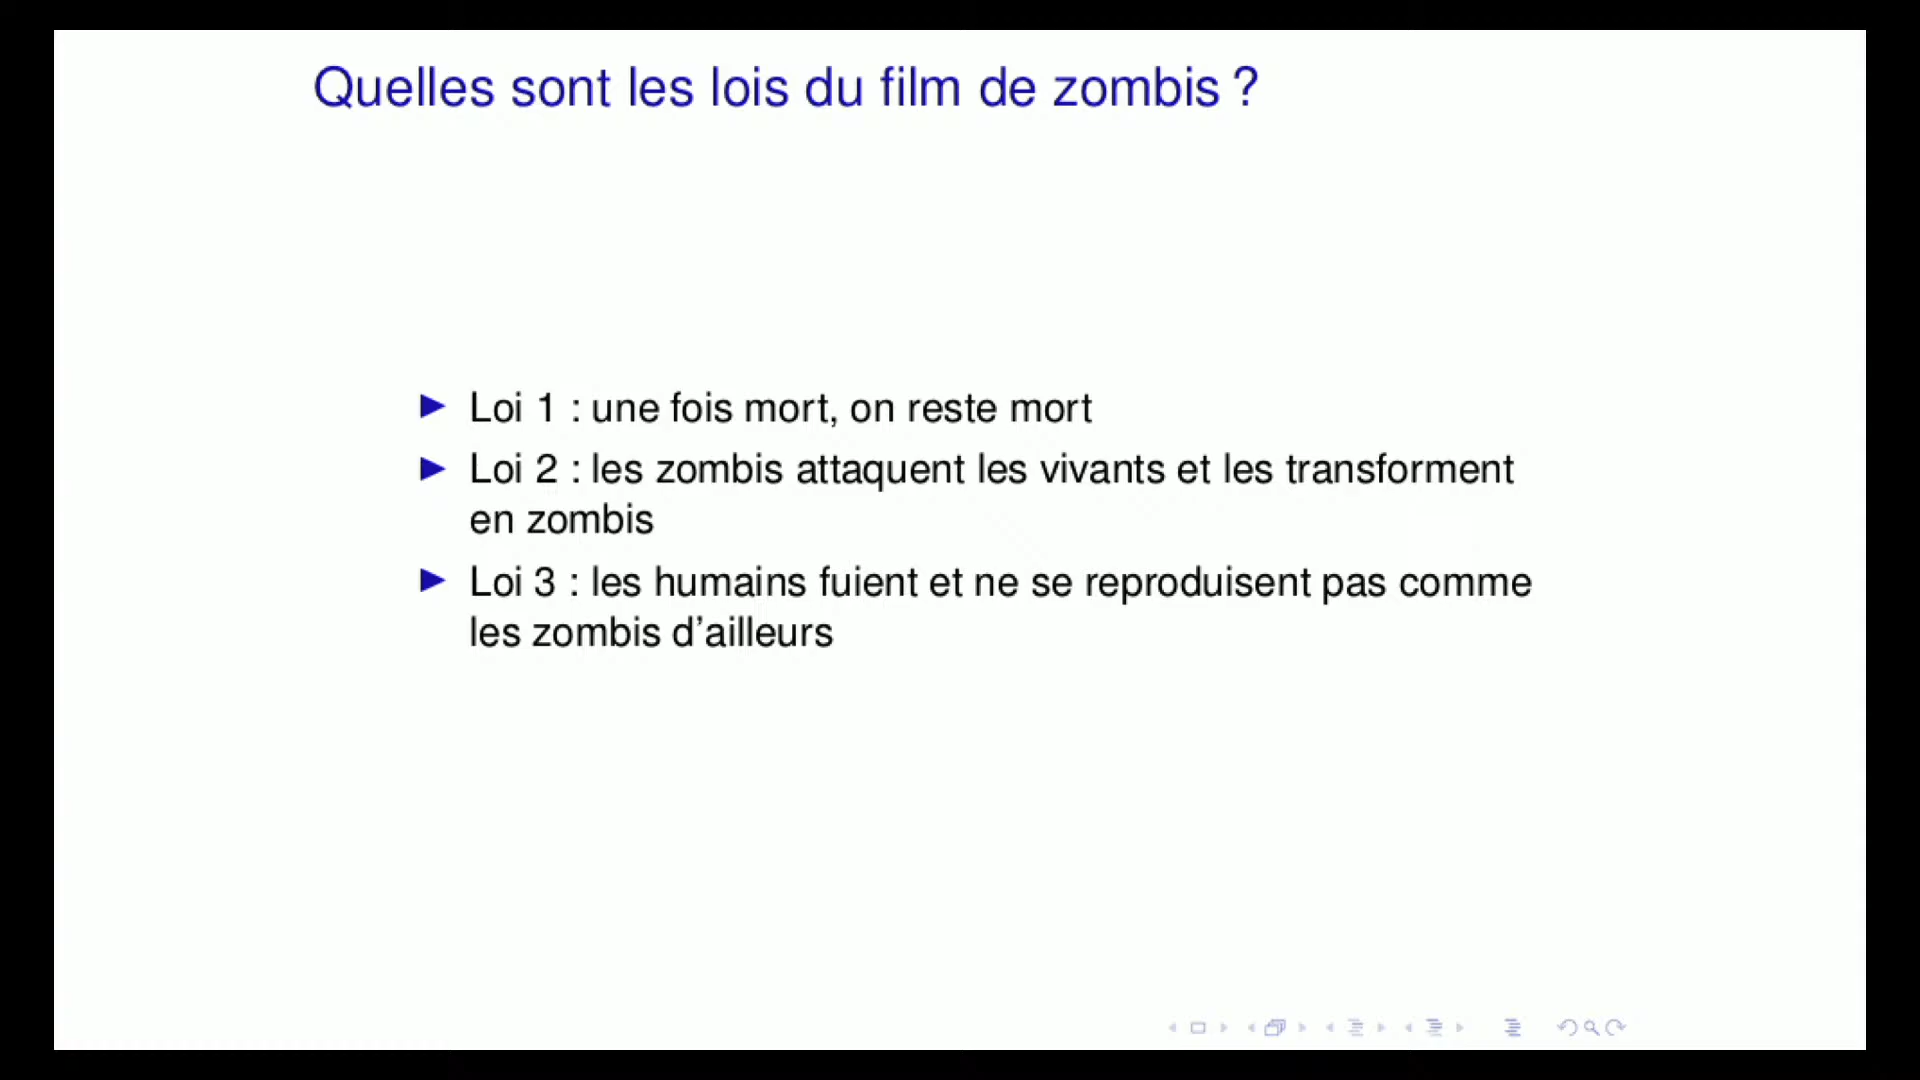 Quelles sont les lois du film de zombis ?
Loi 1 : une fois mort, on reste mort
Loi 2 : les zombis attaquent les vivants et les transforment
en zombis
Loi 3 : les humains fuient et ne se reproduisent pas comme
les zombis d'ailleurs